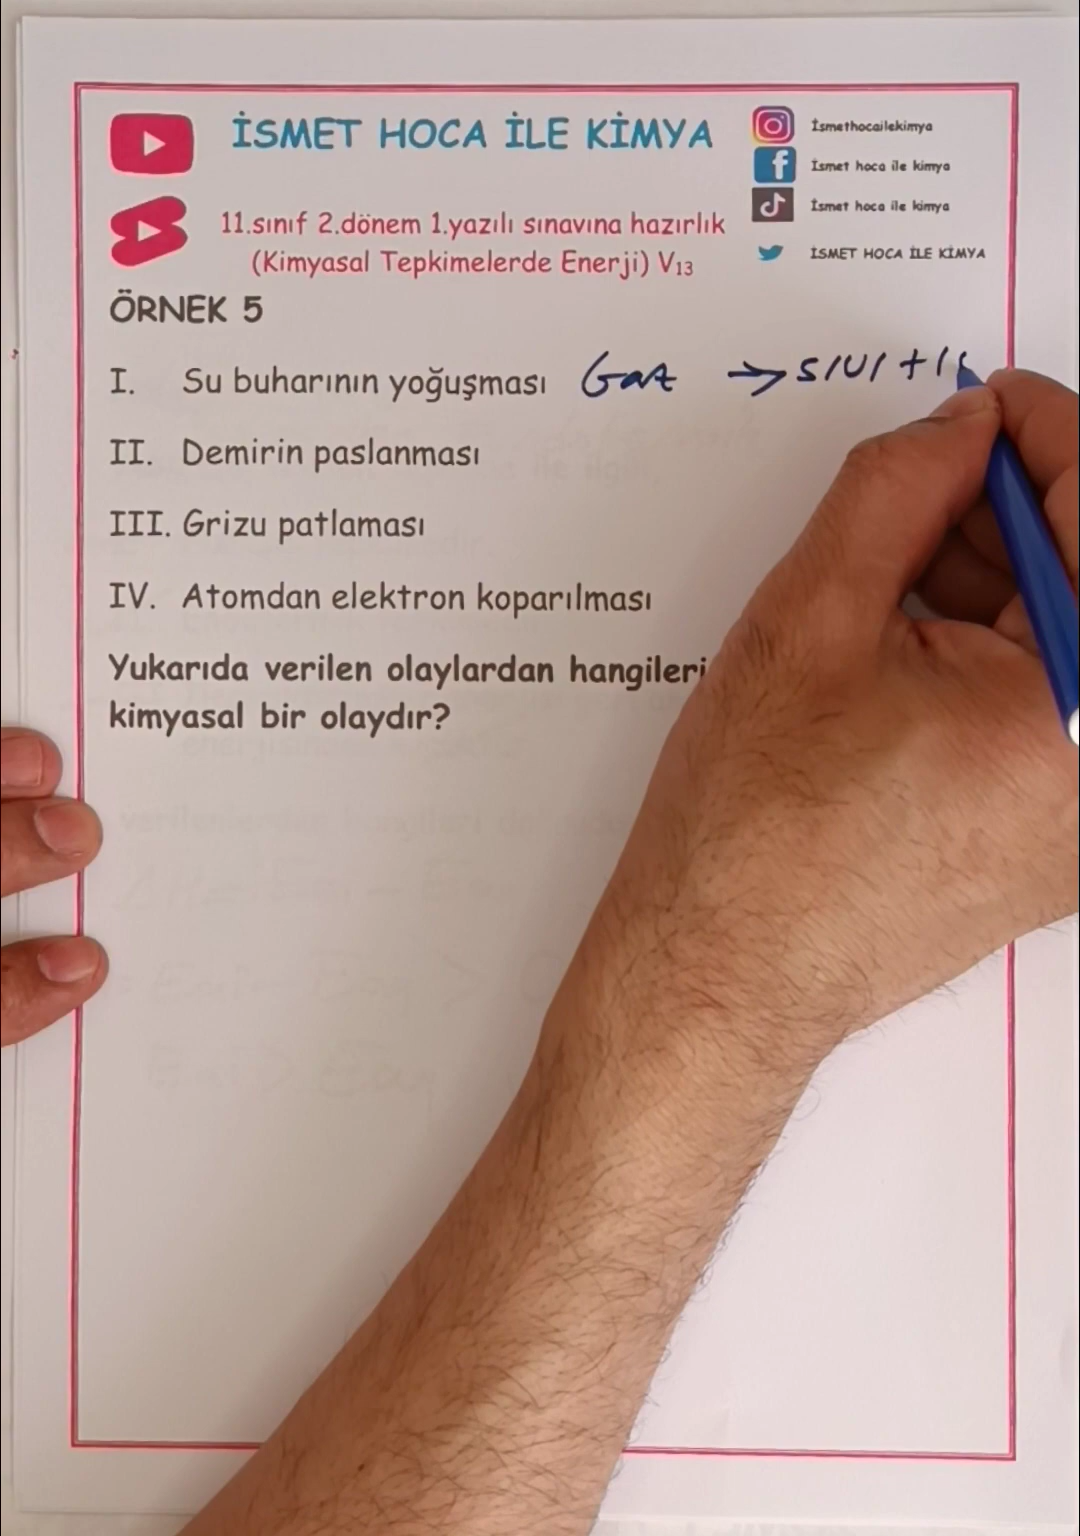 İSMET HOCA İLE KİMYA
İsmethocailekimya
İsmet hoca ile kimya
İsmet hoca ile kimya
İSMET HOCA İLE KİMYA
11.sınıf 2.dönem 1.yazılı sınavına hazırlık
(Kimyasal Tepkimelerde Enerji) V13
ÖRNEK 5
I. Su buharının yoğuşması Gaz → SIVI + I
II. Demirin paslanması
III. Grizu patlaması
IV. Atomdan elektron koparılması
Yukarıda verilen olaylardan hangileri
kimyasal bir olaydır?